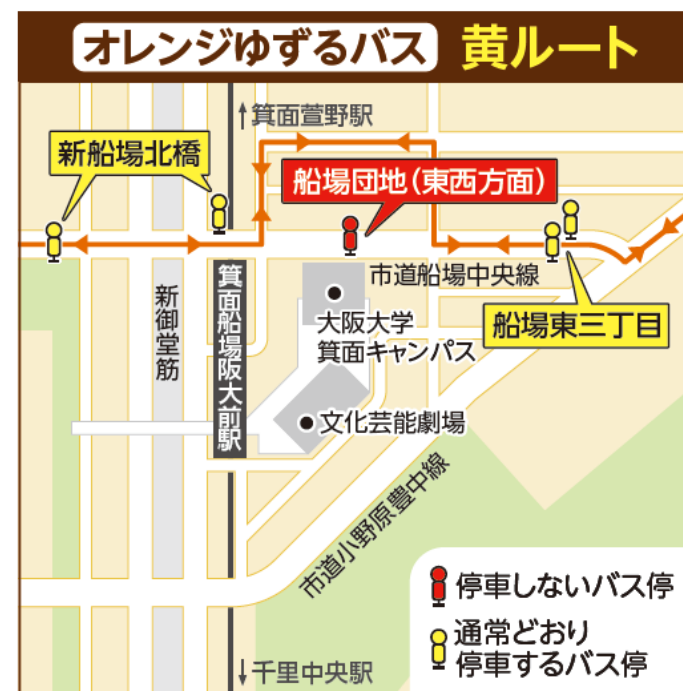 オレンジゆずるバス 黄ルート
↑箕面萱野駅
新船場北橋
船場団地(東西方面)
市道船場中央線
新御堂筋
箕面船場阪大前駅
大阪大学
箕面キャンパス
船場東三丁目
文化芸能劇場
市道小野原豊中線
停車しないバス停
通常どおり
停車するバス停
↓千里中央駅